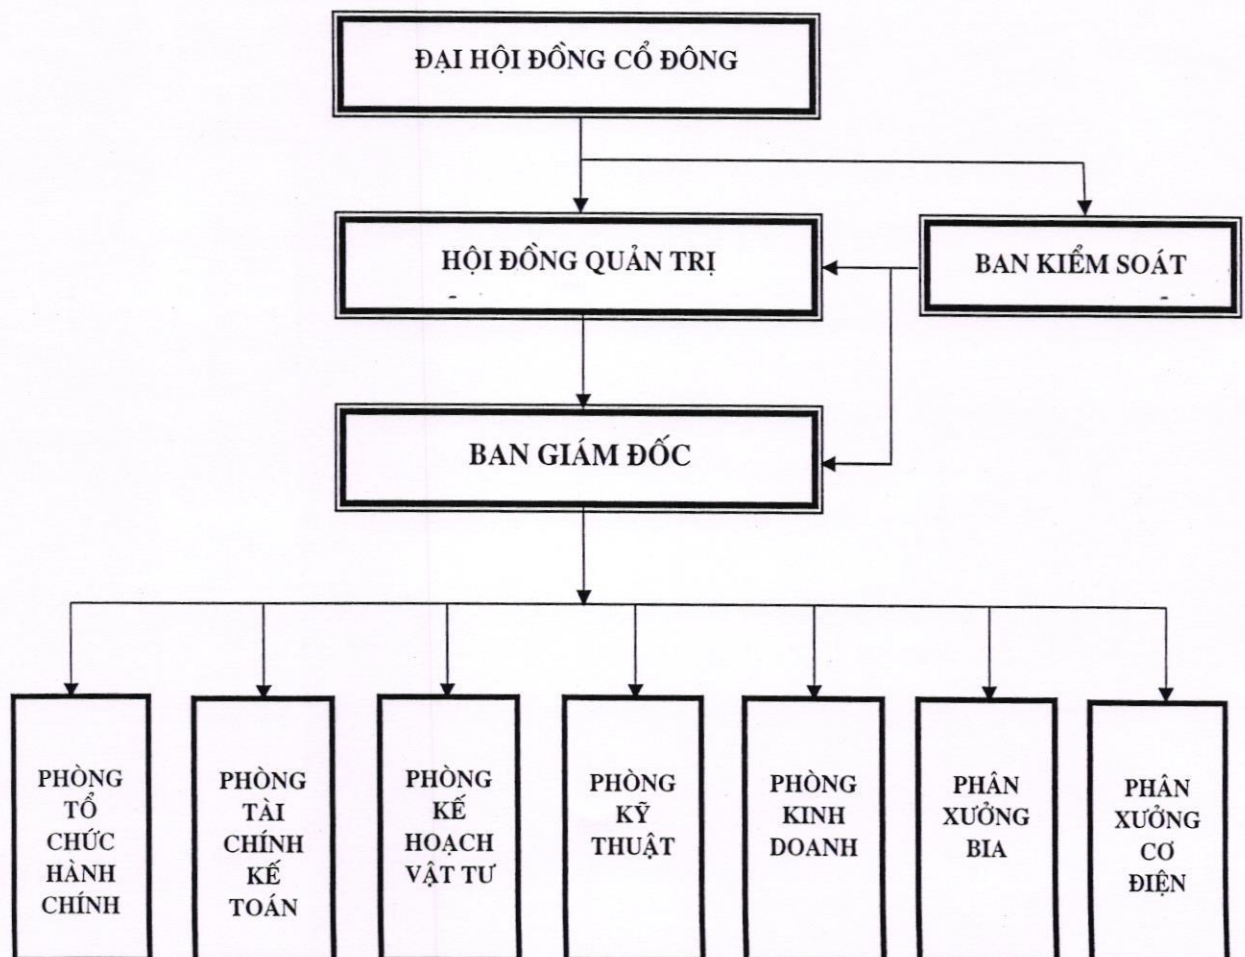 ĐẠI HỘI ĐỒNG CỔ ĐÔNG
HỘI ĐỒNG QUẢN TRỊ
BAN KIỂM SOÁT
BAN GIÁM ĐỐC
PHÒNG
TỔ
CHỨC
HÀNH
CHÍNH
PHÒNG
TÀI
CHÍNH
KẾ
TOÁN
PHÒNG
KẾ
HOẠCH
VẬT TƯ
PHÒNG
KỸ
THUẬT
PHÒNG
KINH
DOANH
PHÂN
XƯỞNG
BIA
PHÂN
XƯỞNG
CƠ
ĐIỆN